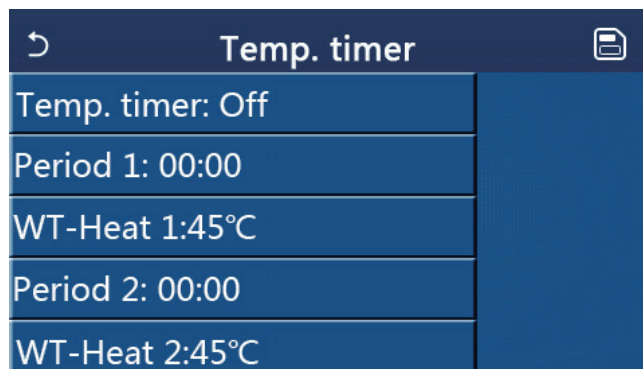 Temp. timer
Temp. timer: Off
Period 1: 00:00
WT-Heat 1:45℃
Period 2: 00:00
WT-Heat 2:45℃